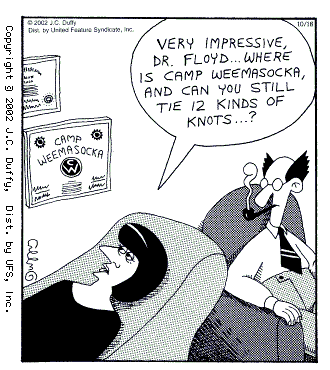 © 2002 J.C. Duffy
Dist. by United Feature Syndicate, Inc.
10/18
VERY IMPRESSIVE,
DR. FLOYD...WHERE
IS CAMP WEEMASOCKA,
AND CAN YOU STILL
TIE 12 KINDS OF
KNOTS...?
CAMP
WEEMASOCKA
W
Copyright © 2002 J.C. Duffy, Dist. by UFS, Inc.